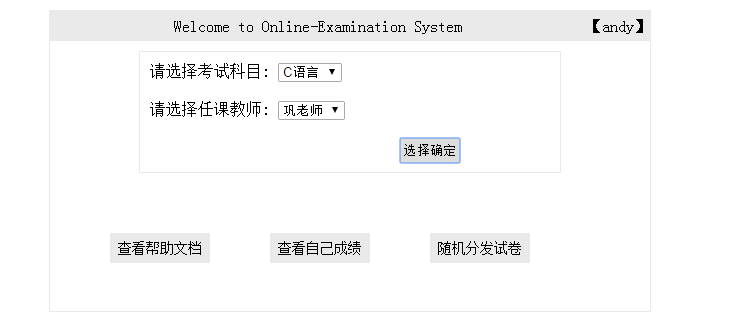 Welcome to Online-Examination System 【andy】
请选择考试科目: C语言
请选择任课教师: 巩老师
选择确定
查看帮助文档 查看自己成绩 随机分发试卷